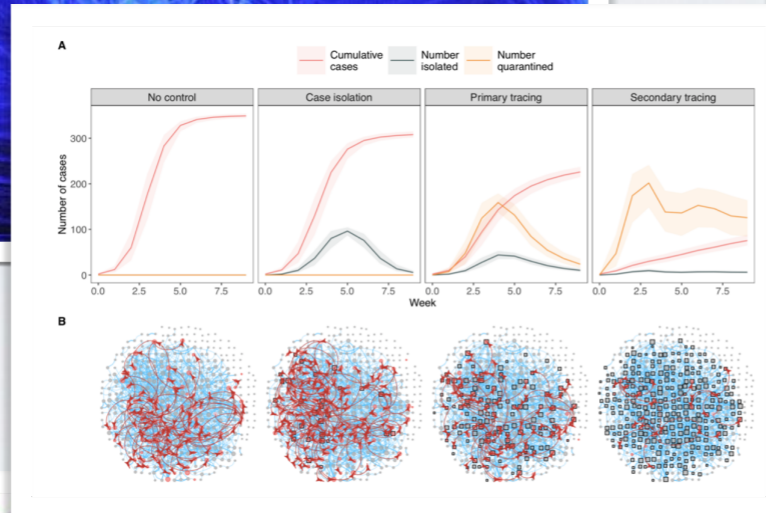 A
Cumulative cases
Number isolated
Number quarantined
No control
Case isolation
Primary tracing
Secondary tracing
Number of cases
300
200
100
0
0.0 2.5 5.0 7.5
0.0 2.5 5.0 7.5
0.0 2.5 5.0 7.5
0.0 2.5 5.0 7.5
Week
B